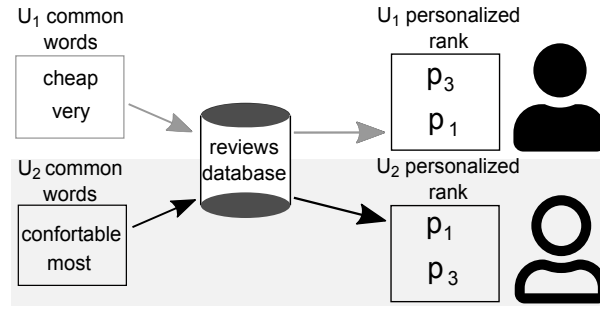 U₁ common
words
cheap
very
reviews
database
U₁ personalized
rank
p₃
p₁
U₂ common
words
confortable
most
U₂ personalized
rank
p₁
p₃